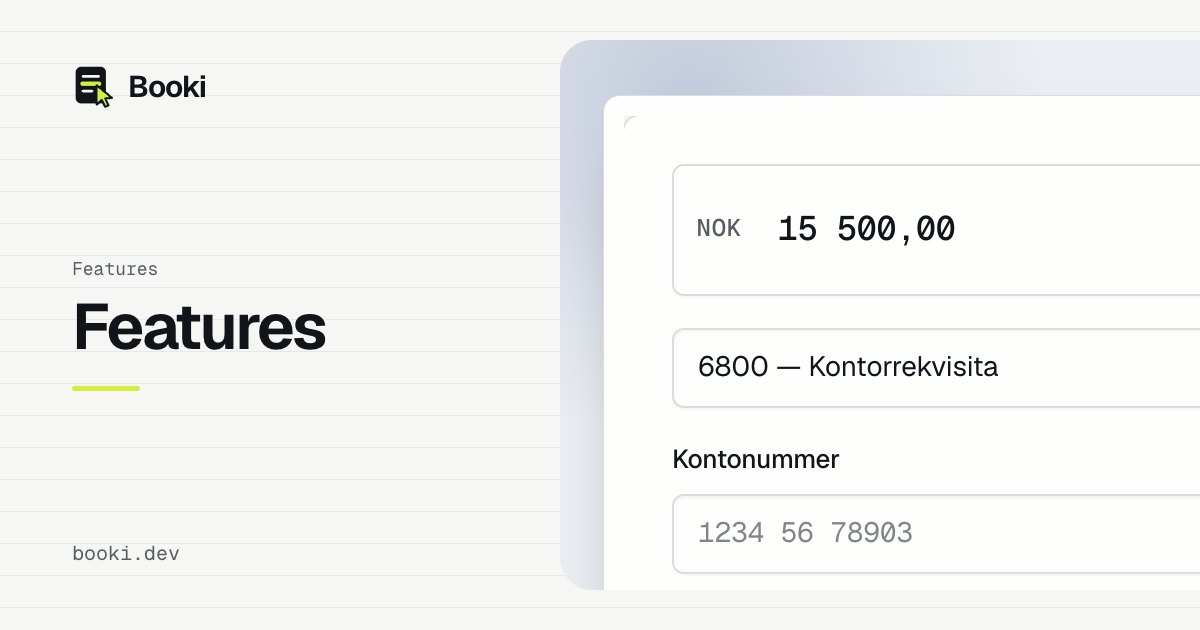 Booki
Features
Features
booki.dev
NOK 15 500,00
6800 — Kontorrekvisita
Kontonummer
1234 56 78903